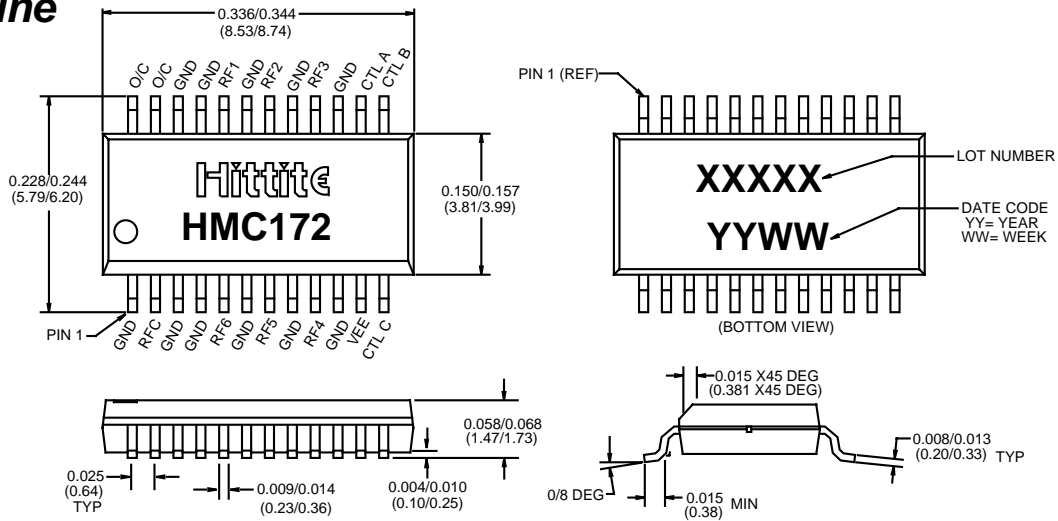 ine
0.336/0.344
(8.53/8.74)
O/C
O/C
GND
GND
RF1
GND
RF2
GND
RF3
GND
CTL A
CTL B
0.228/0.244
(5.79/6.20)
Hittite
HMC172
0.150/0.157
(3.81/3.99)
PIN 1
GND
RFC
GND
GND
RF6
GND
RF5
GND
RF4
GND
VEE
CTL C
PIN 1 (REF)
XXXXX
LOT NUMBER
YYWW
DATE CODE
YY= YEAR
WW= WEEK
(BOTTOM VIEW)
0.058/0.068
(1.47/1.73)
0.025
(0.64)
TYP
0.009/0.014
(0.23/0.36)
0.004/0.010
(0.10/0.25)
0.015 X45 DEG
(0.381 X45 DEG)
0.008/0.013
(0.20/0.33) TYP
0/8 DEG
0.015
(0.38) MIN